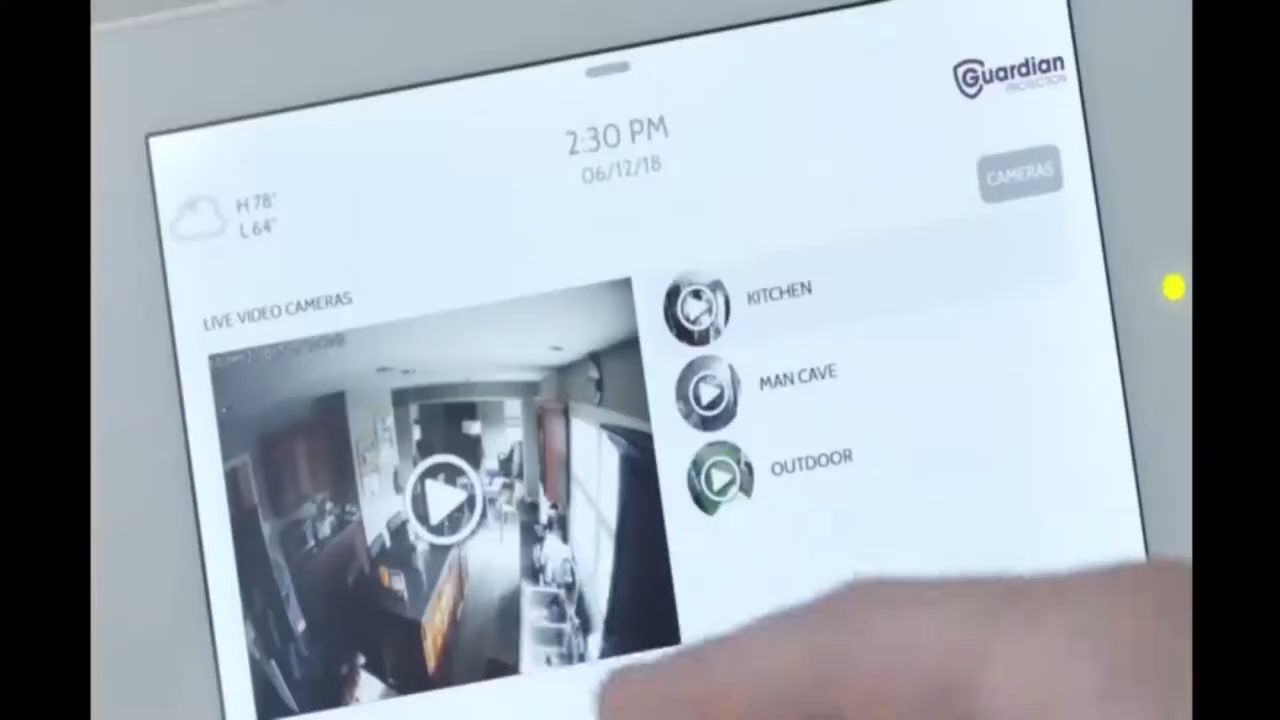 Guardian
PROTECTION
2:30 PM
06/12/18
H 78°
L 64°
CAMERAS
LIVE VIDEO CAMERAS
KITCHEN
MAN CAVE
OUTDOOR